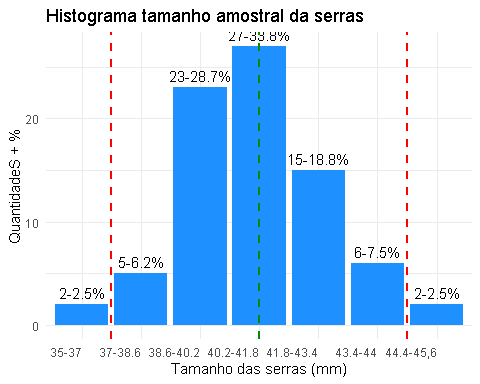 Histograma tamanho amostral da serras
27-33.8%
23-28.7%
15-18.8%
5-6.2%
6-7.5%
2-2.5%
2-2.5%
20
10
0
QuantidadeS + %
35-37 37-38.6 38.6-40.2 40.2-41.8 41.8-43.4 43.4-44 44.4-45,6
Tamanho das serras (mm)